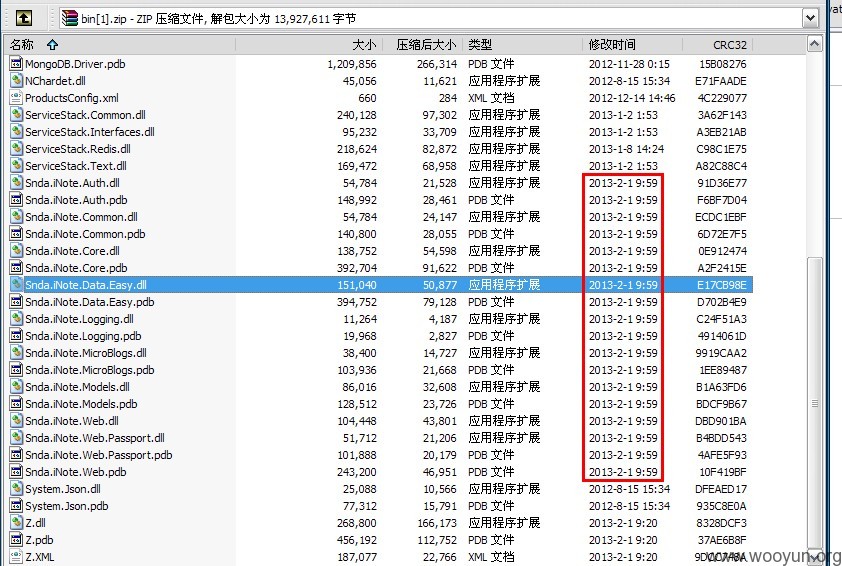 bin[1].zip - ZIP 压缩文件, 解包大小为 13,927,611 字节
名称 大小 压缩后大小 类型 修改时间 CRC32
MongoDB.Driver.pdb 1,209,856 266,314 PDB 文件 2012-11-28 0:15 15B08276
NChardet.dll 45,056 11,621 应用程序扩展 2012-8-15 15:34 E71FAADE
ProductsConfig.xml 660 284 XML 文档 2012-12-14 14:46 4C229077
ServiceStack.Common.dll 240,128 97,302 应用程序扩展 2013-1-2 1:53 3A62F143
ServiceStack.Interfaces.dll 95,232 33,709 应用程序扩展 2013-1-2 1:53 A3EB21AB
ServiceStack.Redis.dll 218,624 82,872 应用程序扩展 2013-1-8 14:24 C98C1E75
ServiceStack.Text.dll 169,472 68,958 应用程序扩展 2013-1-2 1:53 A82C88C4
Snda.iNote.Auth.dll 54,784 21,528 应用程序扩展 2013-2-1 9:59 91D36E77
Snda.iNote.Auth.pdb 148,992 28,461 PDB 文件 2013-2-1 9:59 F6BF7D04
Snda.iNote.Common.dll 54,784 24,147 应用程序扩展 2013-2-1 9:59 ECDC1EBF
Snda.iNote.Common.pdb 140,800 28,055 PDB 文件 2013-2-1 9:59 6D72E7F5
Snda.iNote.Core.dll 138,752 54,598 应用程序扩展 2013-2-1 9:59 0E912474
Snda.iNote.Core.pdb 392,704 91,622 PDB 文件 2013-2-1 9:59 A2F2415E
Snda.iNote.Data.Easy.dll 151,040 50,877 应用程序扩展 2013-2-1 9:59 E17CB98E
Snda.iNote.Data.Easy.pdb 394,752 79,128 PDB 文件 2013-2-1 9:59 D702B4E9
Snda.iNote.Logging.dll 11,264 4,187 应用程序扩展 2013-2-1 9:59 C24F51A3
Snda.iNote.Logging.pdb 19,968 2,827 PDB 文件 2013-2-1 9:59 4914061D
Snda.iNote.MicroBlogs.dll 38,400 14,727 应用程序扩展 2013-2-1 9:59 9919CAA2
Snda.iNote.MicroBlogs.pdb 103,936 21,668 PDB 文件 2013-2-1 9:59 1EE89487
Snda.iNote.Models.dll 86,016 32,608 应用程序扩展 2013-2-1 9:59 B1A63FD6
Snda.iNote.Models.pdb 128,512 23,726 PDB 文件 2013-2-1 9:59 BDCF9B67
Snda.iNote.Web.dll 104,448 43,801 应用程序扩展 2013-2-1 9:59 DBD901BA
Snda.iNote.Web.Passport.dll 51,712 21,206 应用程序扩展 2013-2-1 9:59 B4BDD543
Snda.iNote.Web.Passport.pdb 101,888 20,179 PDB 文件 2013-2-1 9:59 4AFE5F93
Snda.iNote.Web.pdb 243,200 46,951 PDB 文件 2013-2-1 9:59 10F419BF
System.Json.dll 25,088 10,566 应用程序扩展 2012-8-15 15:34 DFEAED17
System.Json.pdb 77,312 15,791 PDB 文件 2012-8-15 15:34 935C8E0A
Z.dll 268,800 166,173 应用程序扩展 2013-2-1 9:20 8328DCF3
Z.pdb 456,192 112,752 PDB 文件 2013-2-1 9:20 37AE6B8F
Z.XML 187,077 22,766 XML 文档 2013-2-1 9:20
www.wooyun.org